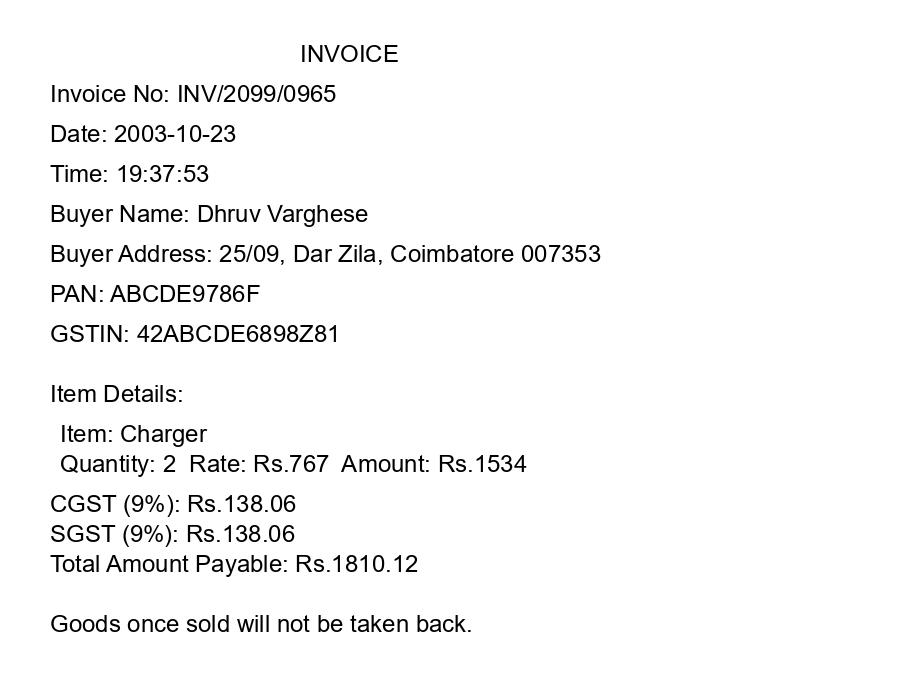 INVOICE
Invoice No: INV/2099/0965
Date: 2003-10-23
Time: 19:37:53
Buyer Name: Dhruv Varghese
Buyer Address: 25/09, Dar Zila, Coimbatore 007353
PAN: ABCDE9786F
GSTIN: 42ABCDE6898Z81
Item Details:
Item: Charger
Quantity: 2  Rate: Rs.767  Amount: Rs.1534
CGST (9%): Rs.138.06
SGST (9%): Rs.138.06
Total Amount Payable: Rs.1810.12
Goods once sold will not be taken back.